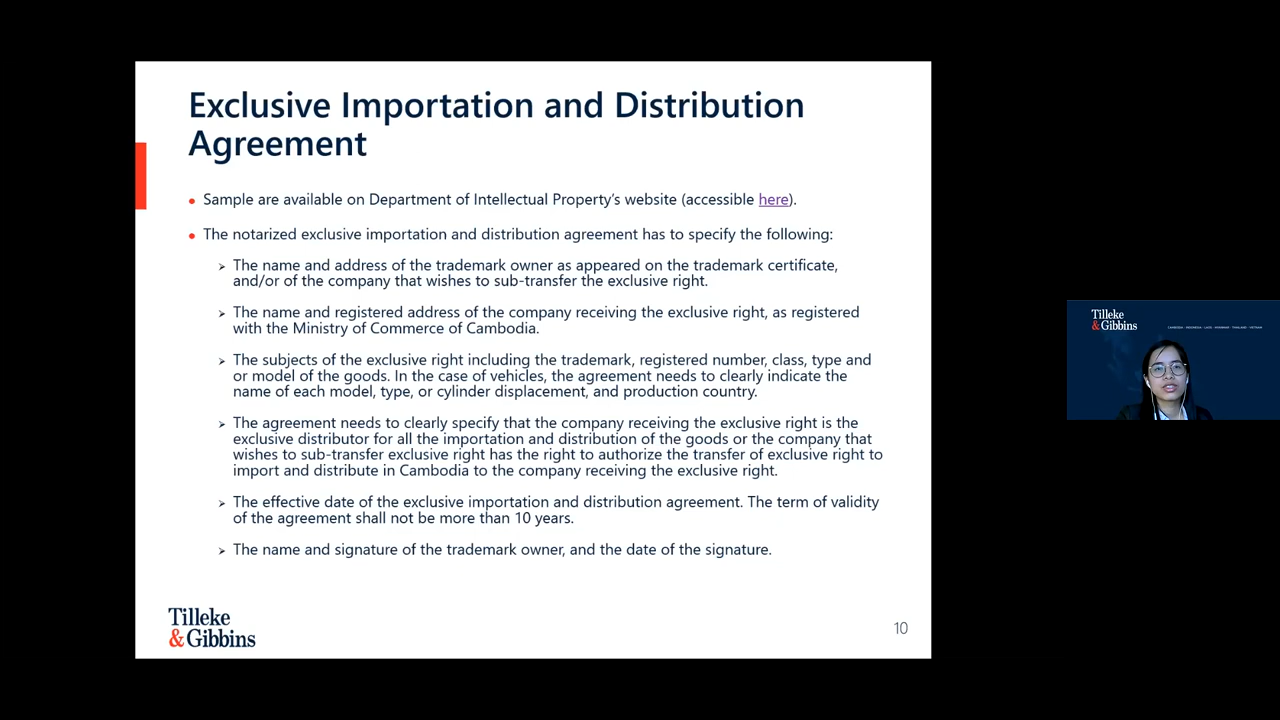 Exclusive Importation and Distribution
Agreement
• Sample are available on Department of Intellectual Property's website (accessible here).
• The notarized exclusive importation and distribution agreement has to specify the following:
➢ The name and address of the trademark owner as appeared on the trademark certificate,
and/or of the company that wishes to sub-transfer the exclusive right.
➢ The name and registered address of the company receiving the exclusive right, as registered
with the Ministry of Commerce of Cambodia.
➢ The subjects of the exclusive right including the trademark, registered number, class, type and
or model of the goods. In the case of vehicles, the agreement needs to clearly indicate the
name of each model, type, or cylinder displacement, and production country.
➢ The agreement needs to clearly specify that the company receiving the exclusive right is the
exclusive distributor for all the importation and distribution of the goods or the company that
wishes to sub-transfer exclusive right has the right to authorize the transfer of exclusive right to
import and distribute in Cambodia to the company receiving the exclusive right.
➢ The effective date of the exclusive importation and distribution agreement. The term of validity
of the agreement shall not be more than 10 years.
➢ The name and signature of the trademark owner, and the date of the signature.
Tilleke
&Gibbins
10
Tilleke
&Gibbins
CAMBODIA • INDONESIA • LAOS • MYANMAR • THAILAND • VIETNAM